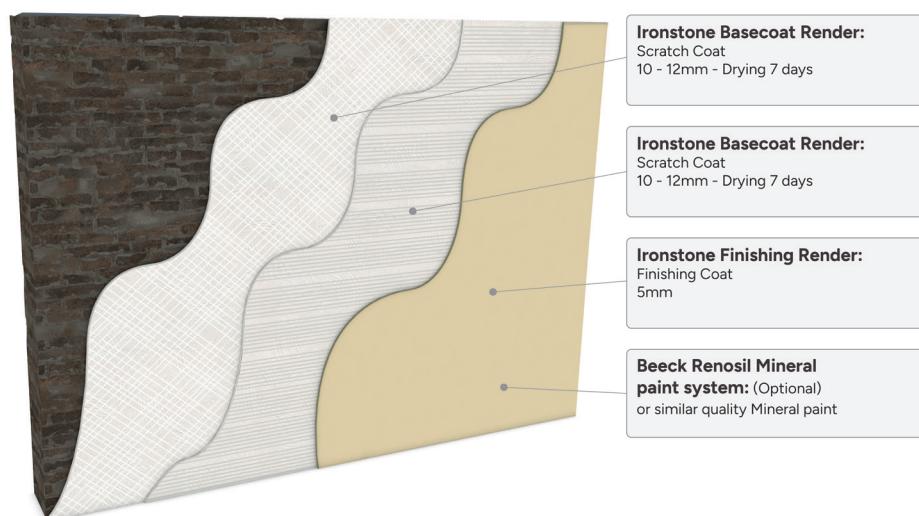 Ironstone Basecoat Render:
Scratch Coat
10 - 12mm - Drying 7 days
Ironstone Basecoat Render:
Scratch Coat
10 - 12mm - Drying 7 days
Ironstone Finishing Render:
Finishing Coat
5mm
Beeck Renosil Mineral
paint system: (Optional)
or similar quality Mineral paint